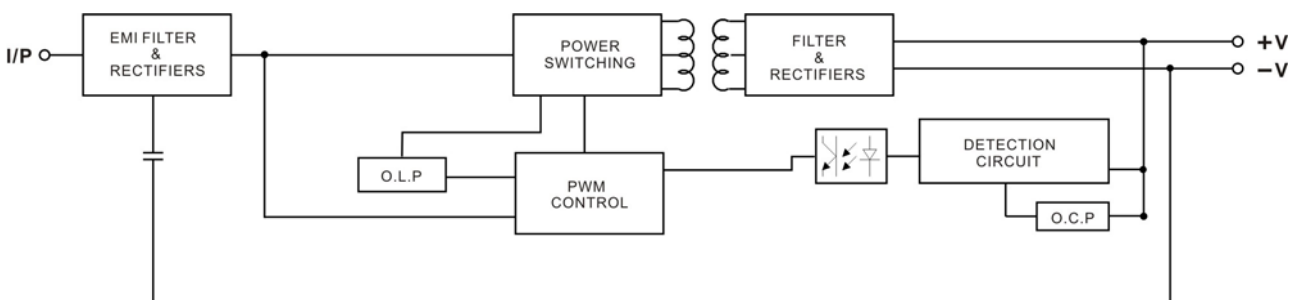 I/P
EMI FILTER
&
RECTIFIERS
POWER
SWITCHING
FILTER
&
RECTIFIERS
+V
−V
O.L.P
PWM
CONTROL
DETECTION
CIRCUIT
O.C.P